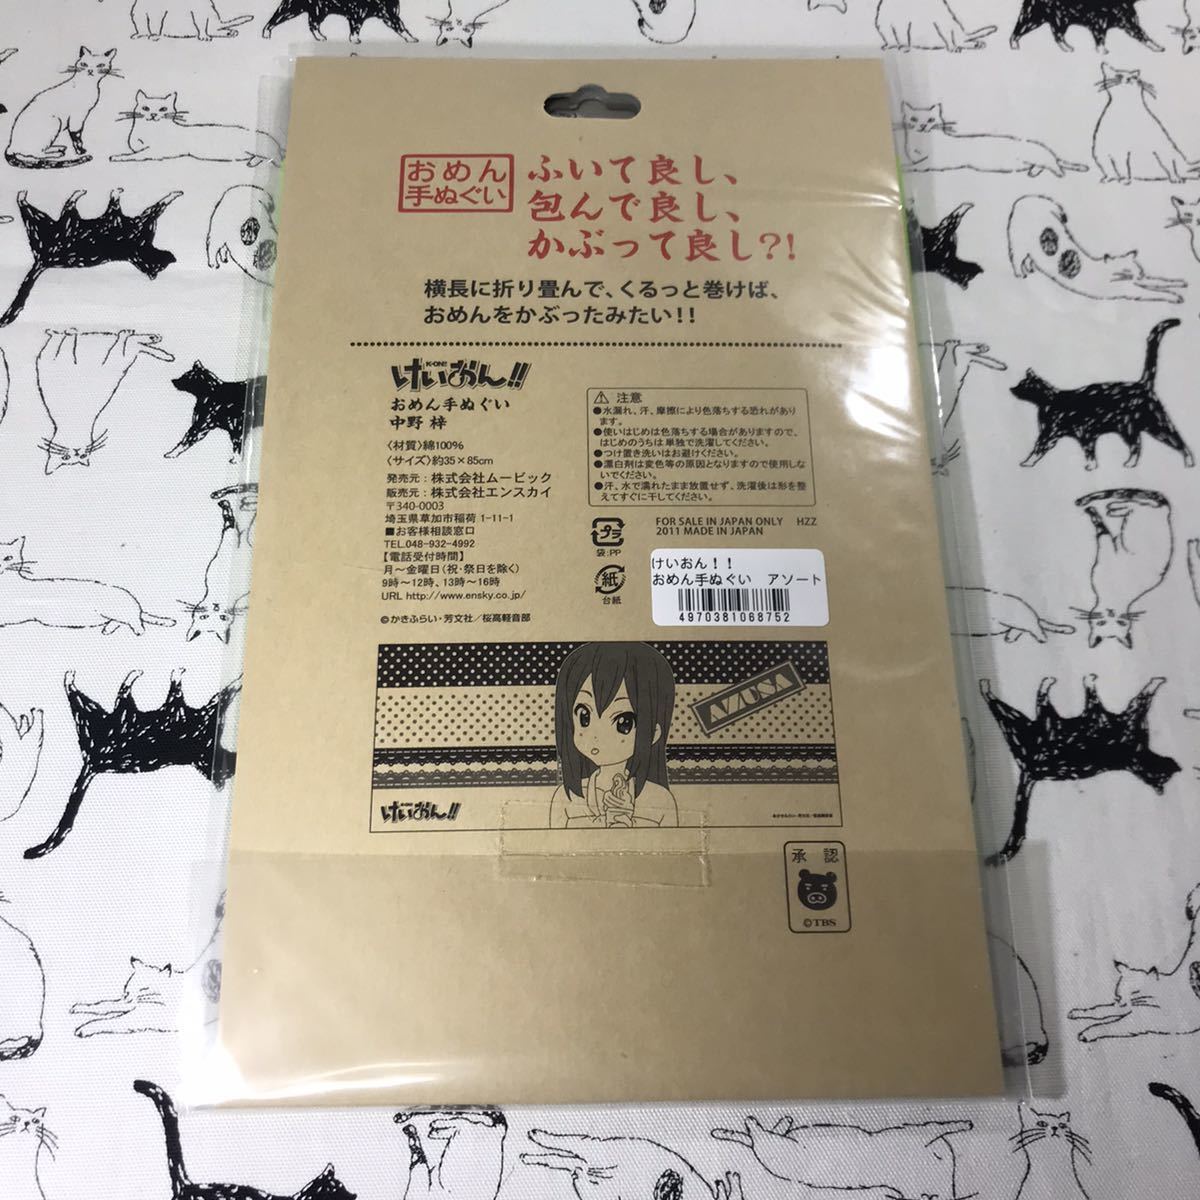 おめん
手ぬぐい
ふいて良し、
包んで良し、
かぶって良し?!
横長に折り畳んで、くるっと巻けば、
おめんをかぶったみたい!!
K-ON!!
けいおん!!
おめん手ぬぐい
中野 梓
〈材質〉綿100%
〈サイズ〉約35×85cm
発売元：株式会社ムービック
販売元：株式会社エンスカイ
〒340-0003
埼玉県草加市稲荷 1-11-1
■お客様相談窓口
TEL.048-932-4992
【電話受付時間】
月～金曜日(祝・祭日を除く)
9時～12時、13時～16時
URL http://www.ensky.co.jp/
©かきふらい・芳文社／桜高軽音部
⚠ 注意
●水漏れ、汗、摩擦により色落ちする恐れがあり
ます。
●使いはじめは色落ちする場合がありますので、
はじめのうちは単独で洗濯してください。
●つけ置き洗いはお避けください。
●漂白剤は変色等の原因となりますので使用しな
いでください。
●汗、水で濡れたまま放置せず、洗濯後は形を整
えてすぐに干してください。
プラ
袋:PP
紙
台紙
FOR SALE IN JAPAN ONLY HZZ
2011 MADE IN JAPAN
けいおん！！
おめん手ぬぐい　アソート
4970381068752
AZUSA
けいおん!!
承認
©TBS